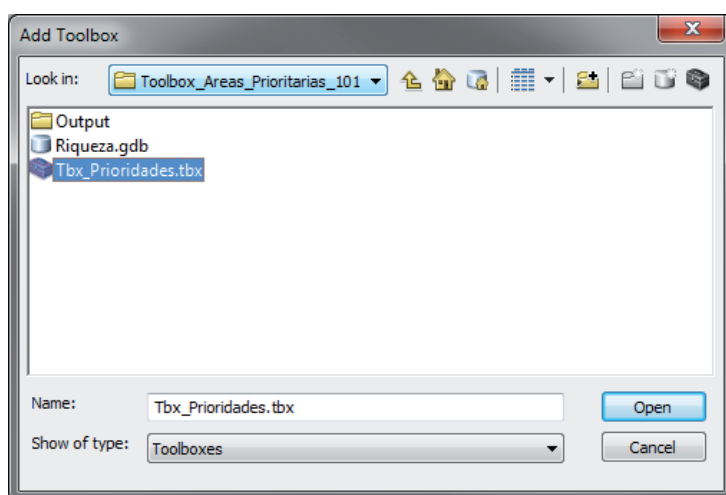 Add Toolbox
Look in: Toolbox_Areas_Prioritarias_101
Output
Riqueza.gdb
Tbx_Prioridades.tbx
Name: Tbx_Prioridades.tbx Open
Show of type: Toolboxes Cancel